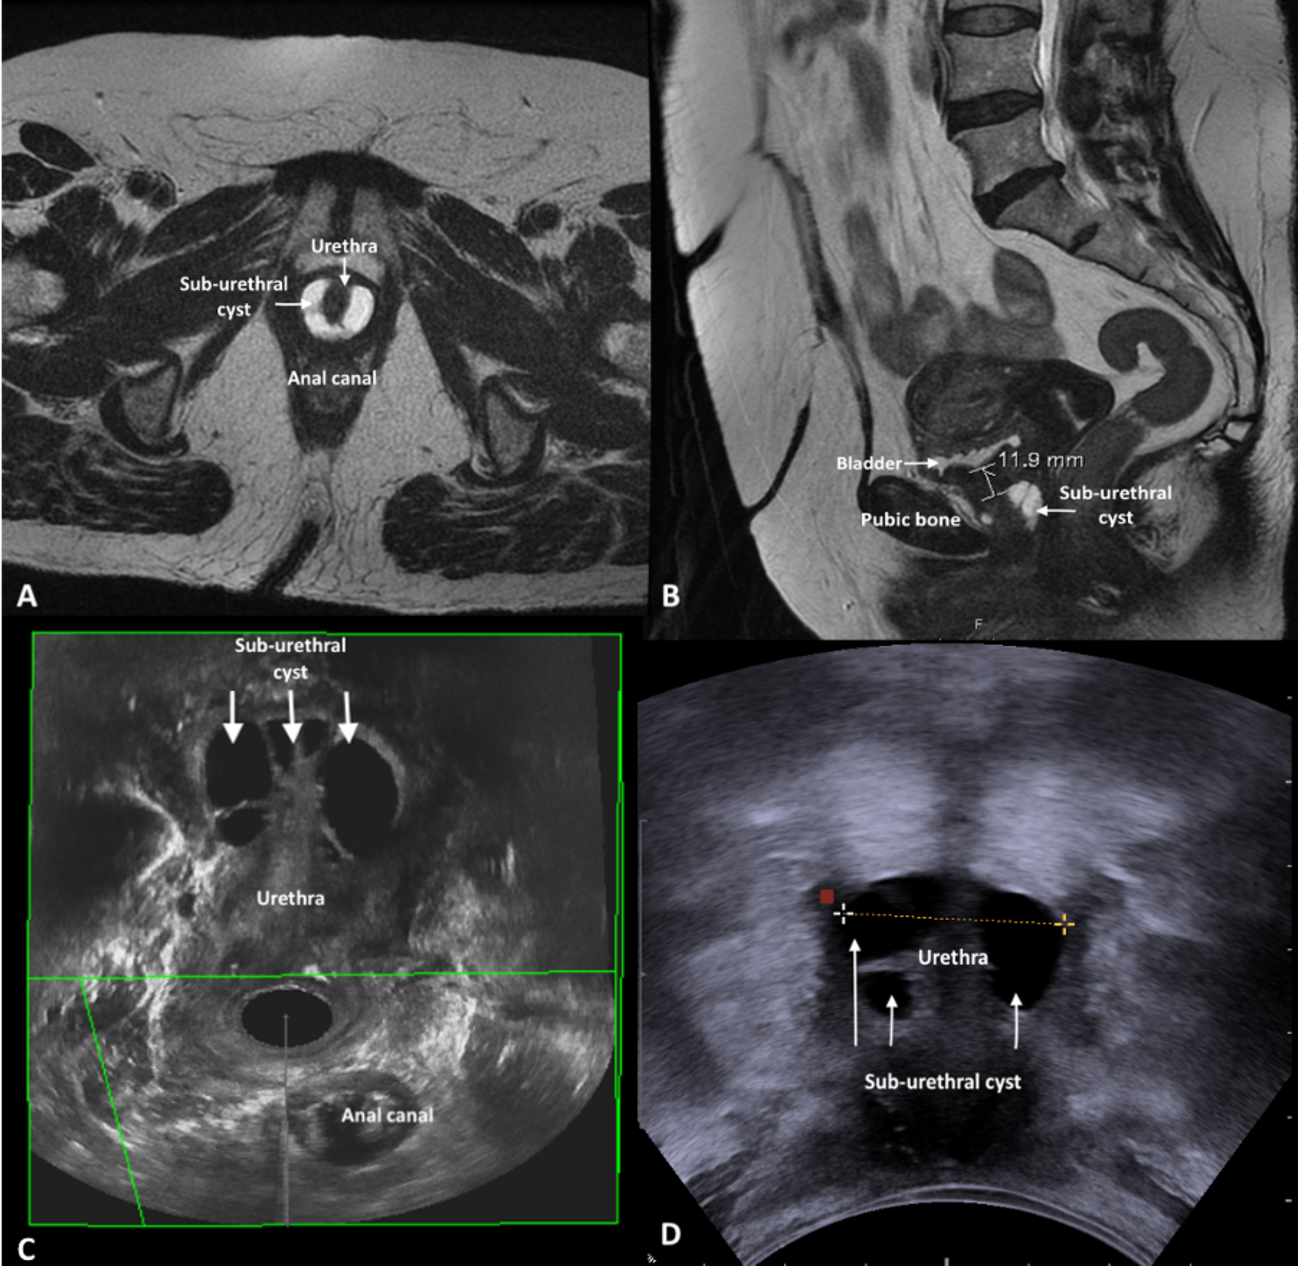 Urethra
Sub-urethral
cyst
Anal canal
A
Bladder
11.9 mm
Sub-urethral
cyst
Pubic bone
B
F
Sub-urethral
cyst
Urethra
Anal canal
C
Urethra
Sub-urethral cyst
D